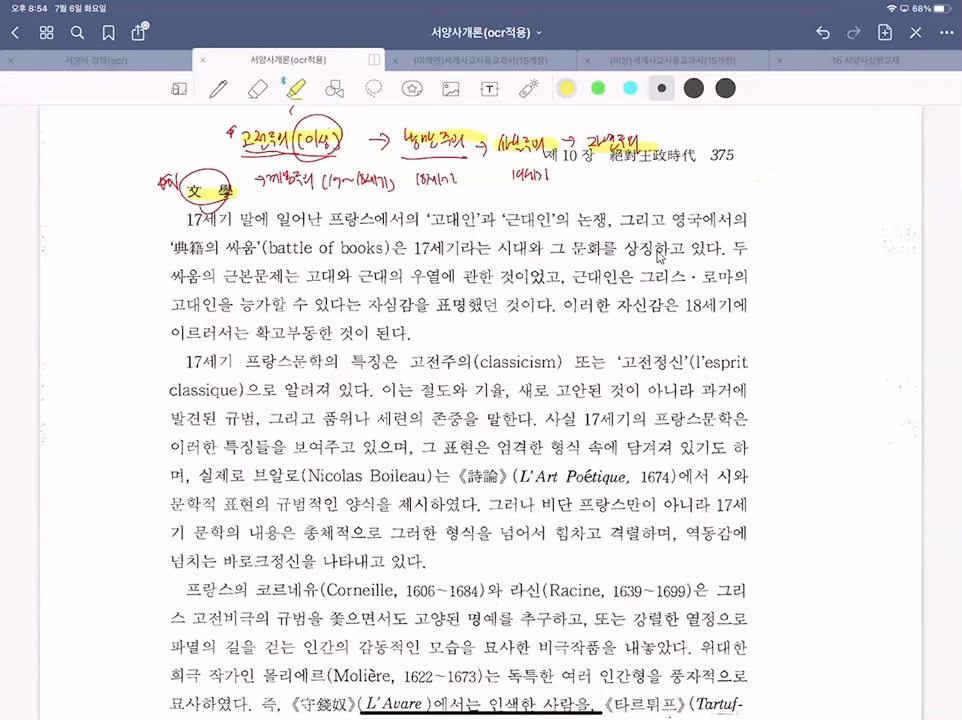 오후 8:54 7월 6일 화요일
68%
서양사개론(ocr적용)
서양사 강좌(ocr)
서양사개론(ocr적용)
(미래엔)세계사교사용교과서(15개정)
(비상)세계사교사용교과서(15개정)
16 서양사심화교재
고전주의 (이성) → 낭만주의 → 사실주의 → 자연주의
→계몽주의 (17~18세기) 18세기 19세기
제 10 장 絕對王政時代 375
文 學
17세기 말에 일어난 프랑스에서의 '고대인'과 '근대인'의 논쟁, 그리고 영국에서의
'典籍의 싸움'(battle of books)은 17세기라는 시대와 그 문화를 상징하고 있다. 두
싸움의 근본문제는 고대와 근대의 우열에 관한 것이었고, 근대인은 그리스·로마의
고대인을 능가할 수 있다는 자심감을 표명했던 것이다. 이러한 자신감은 18세기에
이르러서는 확고부동한 것이 된다.
17세기 프랑스문학의 특징은 고전주의(classicism) 또는 '고전정신'(l'esprit
classique)으로 알려져 있다. 이는 절도와 기율, 새로 고안된 것이 아니라 과거에
발견된 규범, 그리고 품위나 세련의 존중을 말한다. 사실 17세기의 프랑스문학은
이러한 특징들을 보여주고 있으며, 그 표현은 엄격한 형식 속에 담겨져 있기도 하
며, 실제로 브알로(Nicolas Boileau)는 《詩論》(L'Art Poétique, 1674)에서 시와
문학적 표현의 규범적인 양식을 제시하였다. 그러나 비단 프랑스만이 아니라 17세
기 문학의 내용은 총체적으로 그러한 형식을 넘어서 힘차고 격렬하며, 역동감에
넘치는 바로크정신을 나타내고 있다.
프랑스의 코르네유(Corneille, 1606~1684)와 라신(Racine, 1639~1699)은 그리
스 고전비극의 규범을 쫓으면서도 고양된 명예를 추구하고, 또는 강렬한 열정으로
파멸의 길을 걷는 인간의 감동적인 모습을 묘사한 비극작품을 내놓았다. 위대한
희극 작가인 몰리에르(Molière, 1622~1673)는 독특한 여러 인간형을 풍자적으로
묘사하였다. 즉, 《守錢奴》(L'Avare)에서는 인색한 사람을, 《타르튀프》(Tartuf-